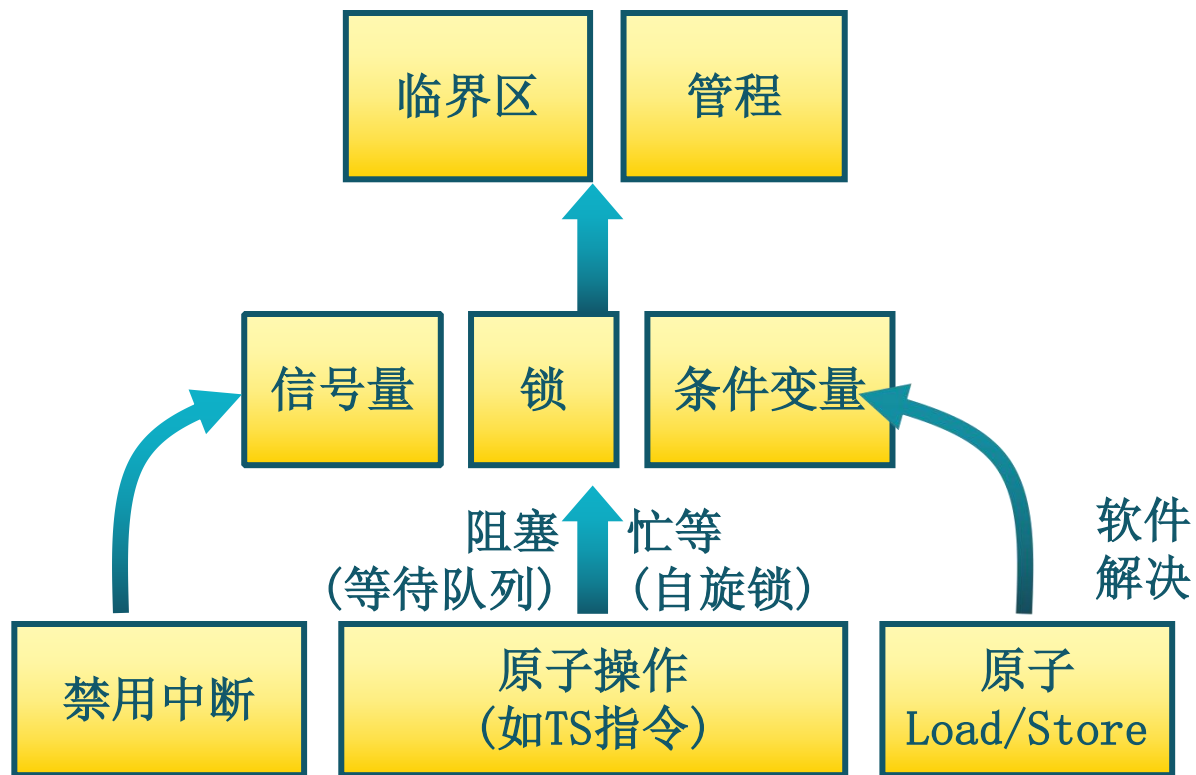 临界区
管程
信号量
锁
条件变量
阻塞
(等待队列)
忙等
(自旋锁)
软件
解决
禁用中断
原子操作
(如TS指令)
原子
Load/Store